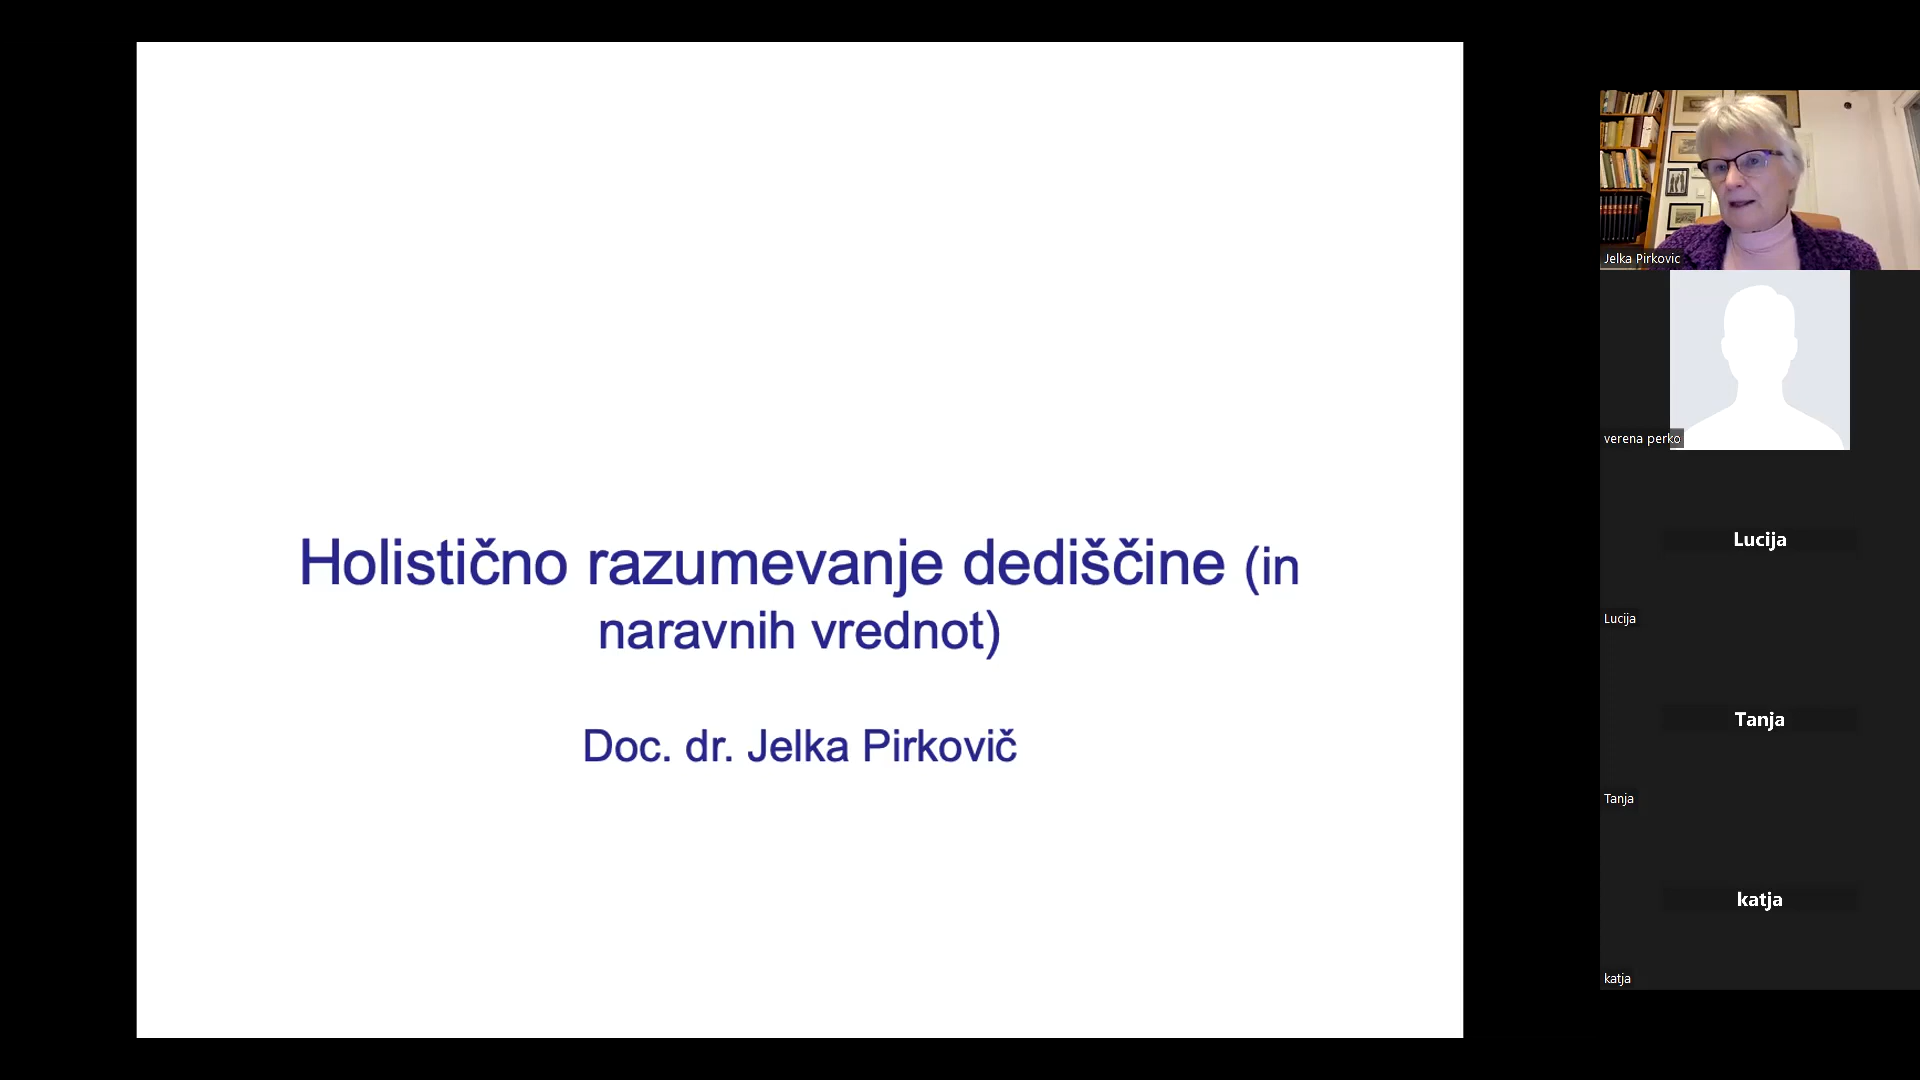 Holistično razumevanje dediščine (in
naravnih vrednot)
Doc. dr. Jelka Pirkovič
Jelka Pirkovic
verena perko
Lucija
Lucija
Tanja
Tanja
katja
katja